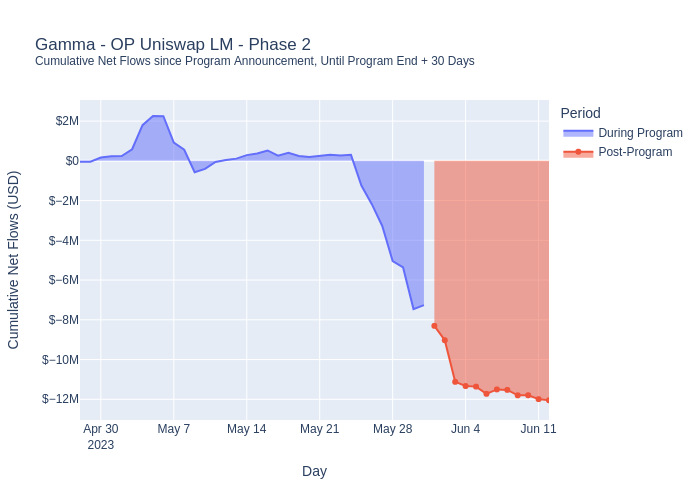 Gamma - OP Uniswap LM - Phase 2
Cumulative Net Flows since Program Announcement, Until Program End + 30 Days
Period
During Program
Post-Program
Cumulative Net Flows (USD)
$2M
$0
$−2M
$−4M
$−6M
$−8M
$−10M
$−12M
Apr 30
2023
May 7
May 14
May 21
May 28
Jun 4
Jun 11
Day